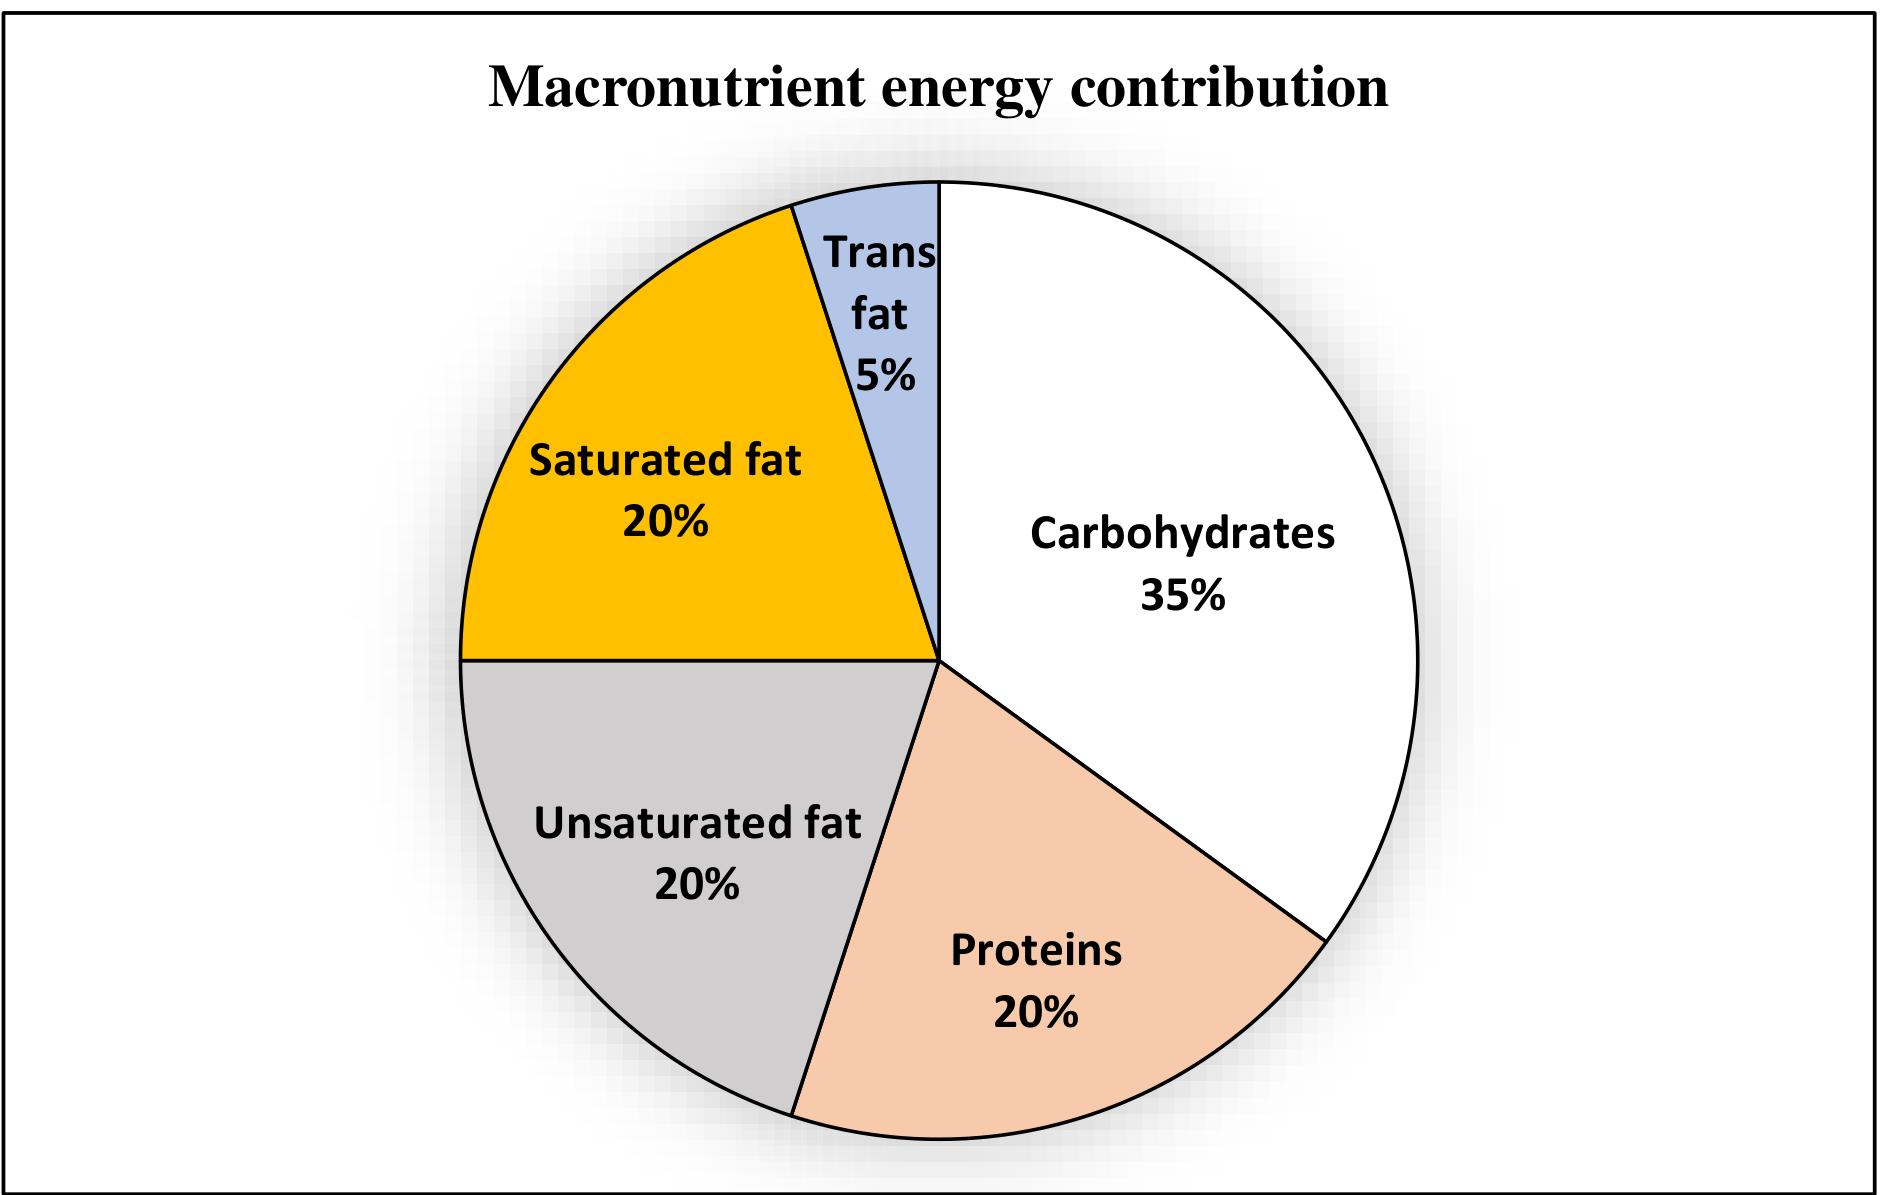 Macronutrient energy contribution
Trans
fat
5%
Saturated fat
20%
Carbohydrates
35%
Unsaturated fat
20%
Proteins
20%